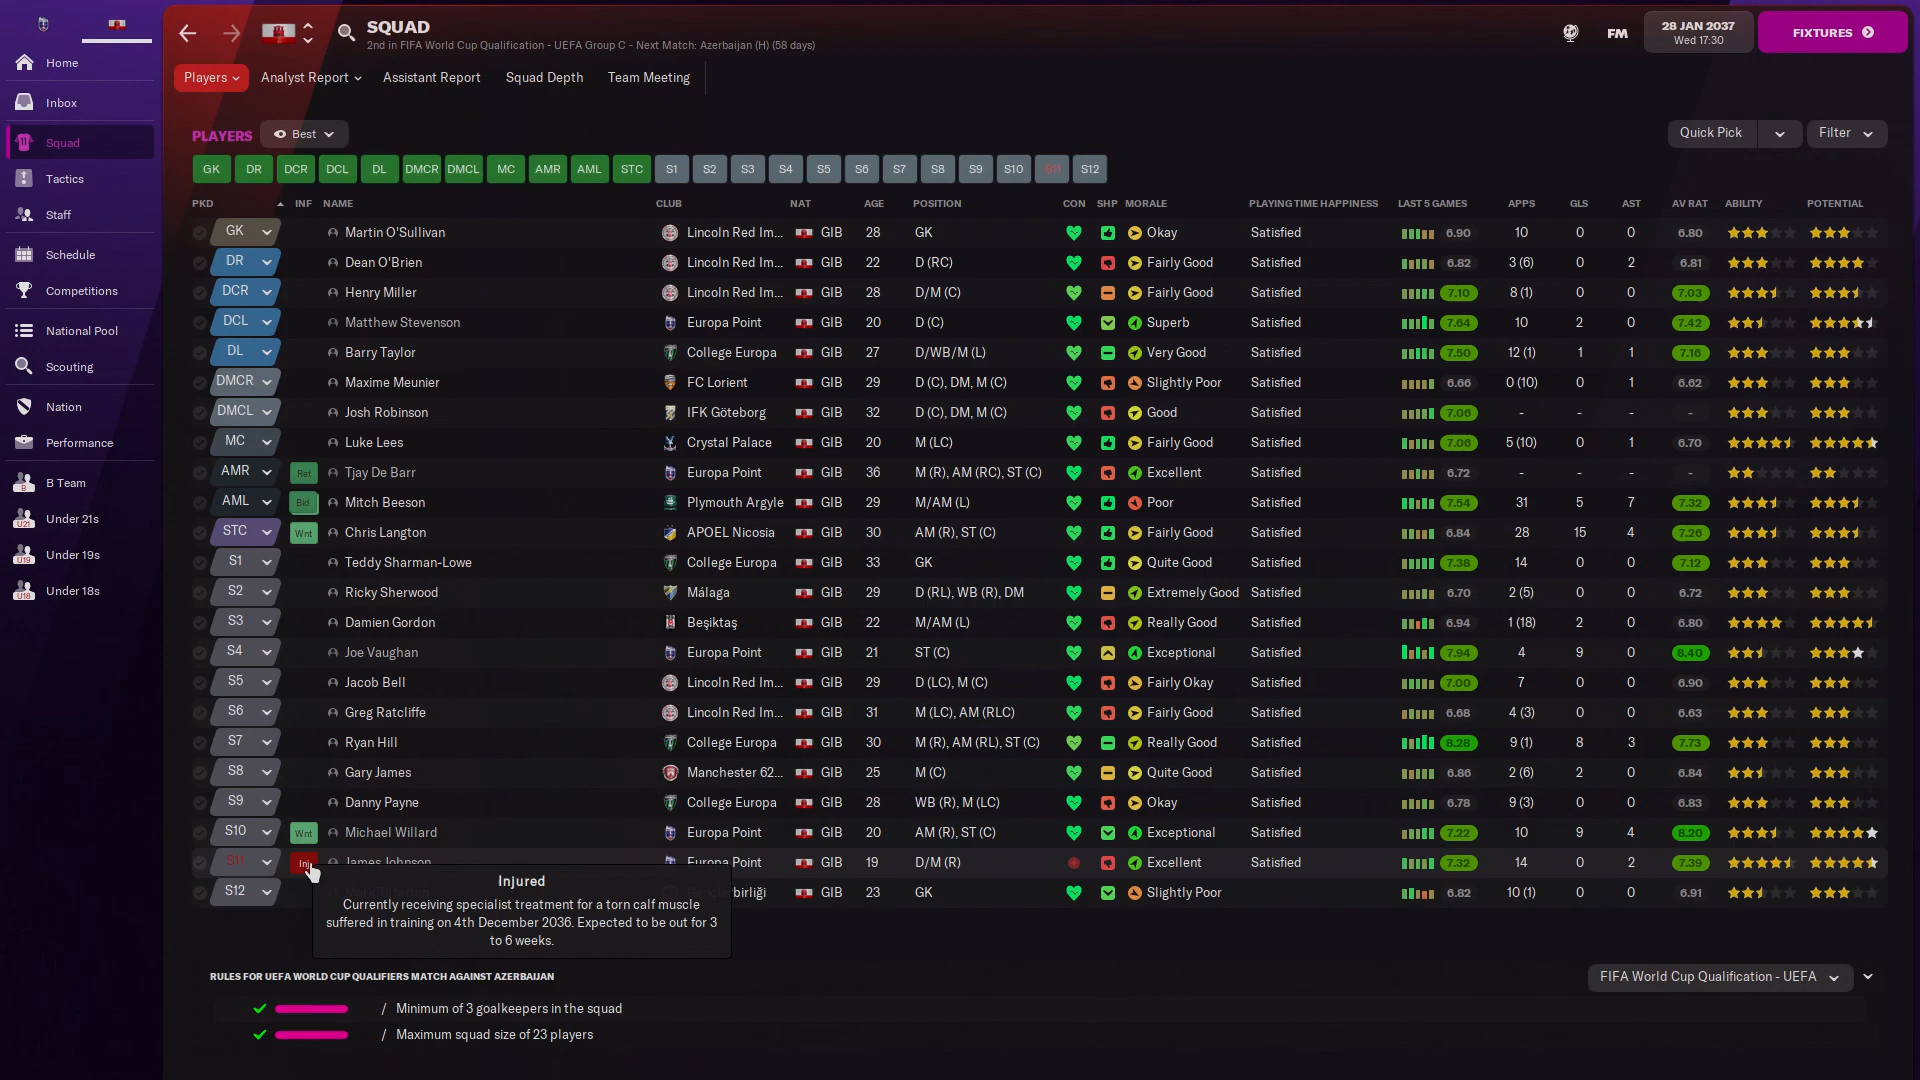 SQUAD
2nd in FIFA World Cup Qualification - UEFA Group C - Next Match: Azerbaijan (H) (58 days)
FM
28 JAN 2037
Wed 17:30
FIXTURES
Home
Inbox
Squad
Tactics
Staff
Schedule
Competitions
National Pool
Scouting
Nation
Performance
B Team
Under 21s
Under 19s
Under 18s
Players Analyst Report Assistant Report Squad Depth Team Meeting
PLAYERS Best Quick Pick Filter
GK DR DCR DCL DL DMCR DMCL MC AMR AML STC S1 S2 S3 S4 S5 S6 S7 S8 S9 S10 S11 S12
PKD INF NAME CLUB NAT AGE POSITION CON SHP MORALE PLAYING TIME HAPPINESS LAST 5 GAMES APPS GLS AST AV RAT ABILITY POTENTIAL
GK Martin O'Sullivan Lincoln Red Im... GIB 28 GK Okay Satisfied 6.90 10 0 0 6.80
DR Dean O'Brien Lincoln Red Im... GIB 22 D (RC) Fairly Good Satisfied 6.82 3 (6) 0 2 6.81
DCR Henry Miller Lincoln Red Im... GIB 28 D/M (C) Fairly Good Satisfied 7.10 8 (1) 0 0 7.03
DCL Matthew Stevenson Europa Point GIB 20 D (C) Superb Satisfied 7.64 10 2 0 7.42
DL Barry Taylor College Europa GIB 27 D/WB/M (L) Very Good Satisfied 7.50 12 (1) 1 1 7.16
DMCR Maxime Meunier FC Lorient GIB 29 D (C), DM, M (C) Slightly Poor Satisfied 6.66 0 (10) 0 1 6.62
DMCL Josh Robinson IFK Göteborg GIB 32 D (C), DM, M (C) Good Satisfied 7.06 - - - -
MC Luke Lees Crystal Palace GIB 20 M (LC) Fairly Good Satisfied 7.06 5 (10) 0 1 6.70
AMR Ret Tjay De Barr Europa Point GIB 36 M (R), AM (RC), ST (C) Excellent Satisfied 6.72 - - - -
AML Bid Mitch Beeson Plymouth Argyle GIB 29 M/AM (L) Poor Satisfied 7.54 31 5 7 7.32
STC Wnt Chris Langton APOEL Nicosia GIB 30 AM (R), ST (C) Fairly Good Satisfied 6.84 28 15 4 7.26
S1 Teddy Sharman-Lowe College Europa GIB 33 GK Quite Good Satisfied 7.38 14 0 0 7.12
S2 Ricky Sherwood Málaga GIB 29 D (RL), WB (R), DM Extremely Good Satisfied 6.70 2 (5) 0 0 6.72
S3 Damien Gordon Beşiktaş GIB 22 M/AM (L) Really Good Satisfied 6.94 1 (18) 2 0 6.80
S4 Joe Vaughan Europa Point GIB 21 ST (C) Exceptional Satisfied 7.94 4 9 0 8.40
S5 Jacob Bell Lincoln Red Im... GIB 29 D (LC), M (C) Fairly Okay Satisfied 7.00 7 0 0 6.90
S6 Greg Ratcliffe Lincoln Red Im... GIB 31 M (LC), AM (RLC) Fairly Good Satisfied 6.68 4 (3) 0 0 6.63
S7 Ryan Hill College Europa GIB 30 M (R), AM (RL), ST (C) Really Good Satisfied 8.28 9 (1) 8 3 7.73
S8 Gary James Manchester 62... GIB 25 M (C) Quite Good Satisfied 6.86 2 (6) 2 0 6.84
S9 Danny Payne College Europa GIB 28 WB (R), M (LC) Okay Satisfied 6.78 9 (3) 0 0 6.83
S10 Wnt Michael Willard Europa Point GIB 20 AM (R), ST (C) Exceptional Satisfied 7.22 10 9 4 8.20
S11 Inj James Johnson Europa Point GIB 19 D/M (R) Excellent Satisfied 7.32 14 0 2 7.39
S12 GIB 23 GK Slightly Poor 6.82 10 (1) 0 0 6.91
Injured
Currently receiving specialist treatment for a torn calf muscle
suffered in training on 4th December 2036. Expected to be out for 3
to 6 weeks.
RULES FOR UEFA WORLD CUP QUALIFIERS MATCH AGAINST AZERBAIJAN FIFA World Cup Qualification - UEFA
/ Minimum of 3 goalkeepers in the squad
/ Maximum squad size of 23 players